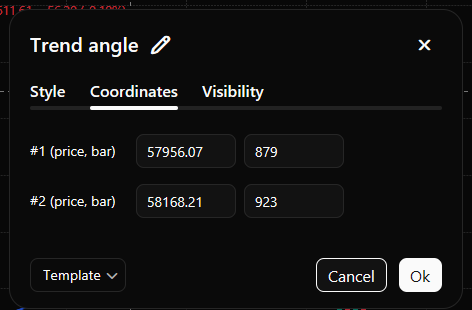 Trend angle
Style Coordinates Visibility
#1 (price, bar) 57956.07 879
#2 (price, bar) 58168.21 923
Template Cancel Ok